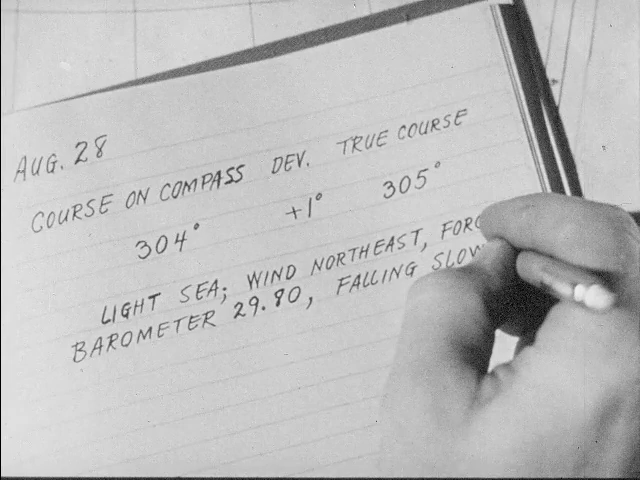 AUG. 28
COURSE ON COMPASS DEV. TRUE COURSE
304° +1° 305°
LIGHT SEA; WIND NORTHEAST,
BAROMETER 29.80, FALLING